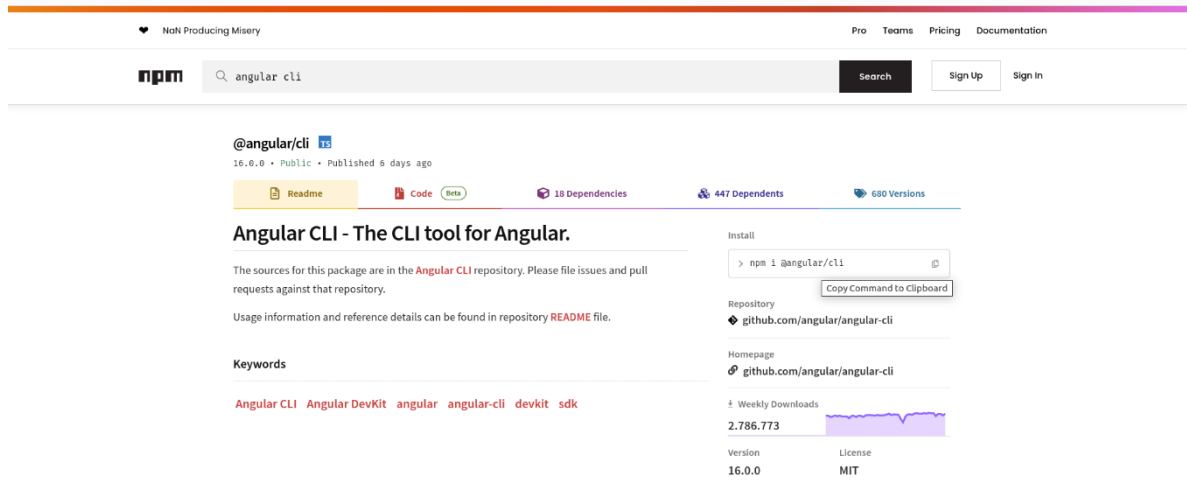 ❤ NaN Producing Misery
Pro Teams Pricing Documentation
npm
angular cli
Search
Sign Up
Sign In
@angular/cli TS
16.0.0 • Public • Published 6 days ago
Readme
Code Beta
18 Dependencies
447 Dependents
680 Versions
Angular CLI - The CLI tool for Angular.
The sources for this package are in the Angular CLI repository. Please file issues and pull
requests against that repository.
Usage information and reference details can be found in repository README file.
Keywords
Angular CLI Angular DevKit angular angular-cli devkit sdk
Install
> npm i @angular/cli
Copy Command to Clipboard
Repository
github.com/angular/angular-cli
Homepage
github.com/angular/angular-cli
Weekly Downloads
2.786.773
Version License
16.0.0 MIT